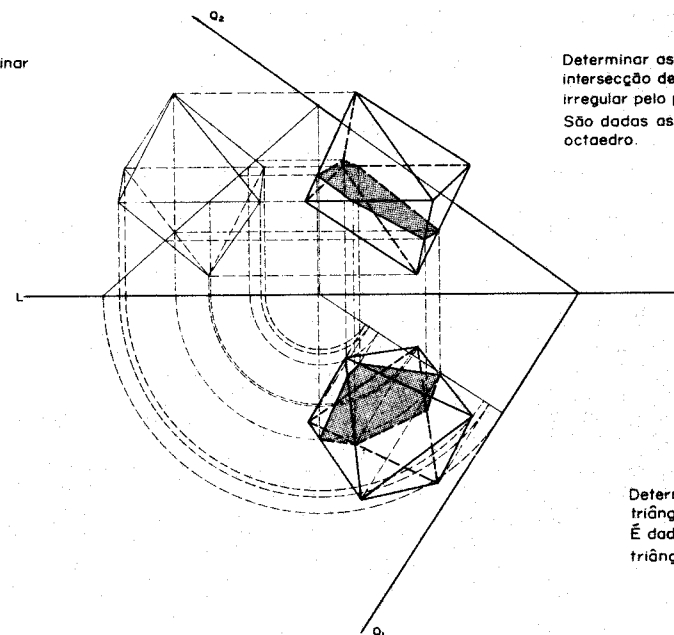 Q₂
inar
Determinar as
intersecção de
irregular pelo p
São dadas as
octaedro.
L
Deter
triâng
É dad
triâng
Q₁